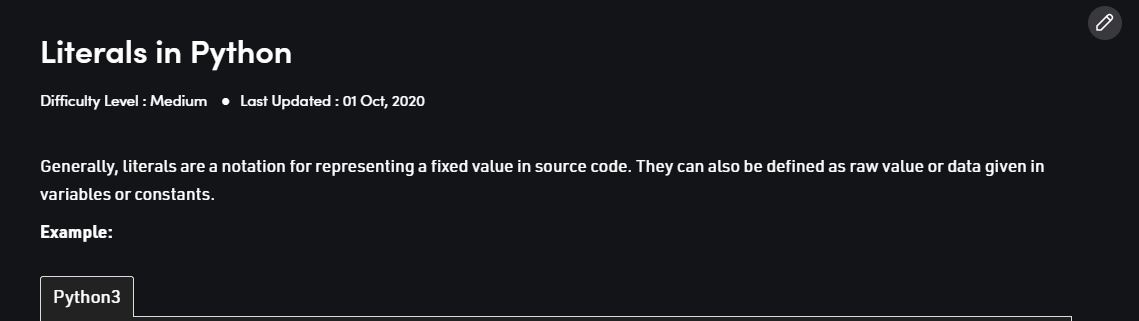 Literals in Python
Difficulty Level : Medium ● Last Updated : 01 Oct, 2020
Generally, literals are a notation for representing a fixed value in source code. They can also be defined as raw value or data given in
variables or constants.
Example:
Python3